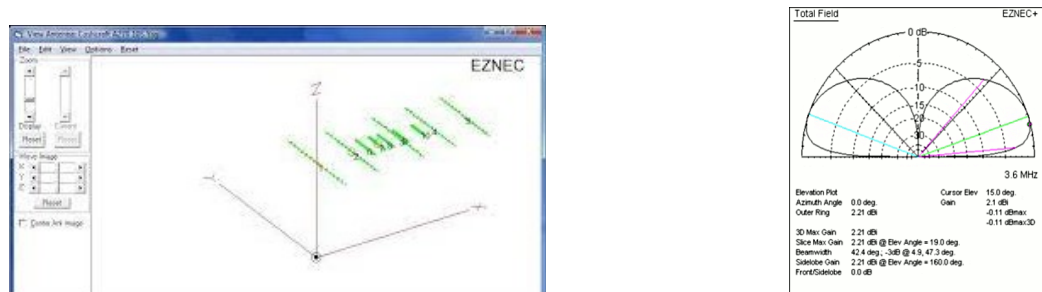 View Antenna:
File Edit View Options Reset
EZNEC
Zoom
Z
Display Current
Reset Reset
Move Image
X
Y
Z
Reset
Center Ant Image
Total Field EZNEC+
0 dB
-5
-10
-15
-20
-30
3.6 MHz
Elevation Plot Cursor Elev 15.0 deg.
Azimuth Angle 0.0 deg. Gain 2.1 dBi
Outer Ring 2.21 dBi -0.11 dBmax
-0.11 dBmax3D
3D Max Gain 2.21 dBi
Slice Max Gain 2.21 dBi @ Elev Angle = 19.0 deg.
Beamwidth 42.4 deg.; -3dB @ 4.9, 47.3 deg.
Sidelobe Gain 2.21 dBi @ Elev Angle = 160.0 deg.
Front/Sidelobe 0.0 dB